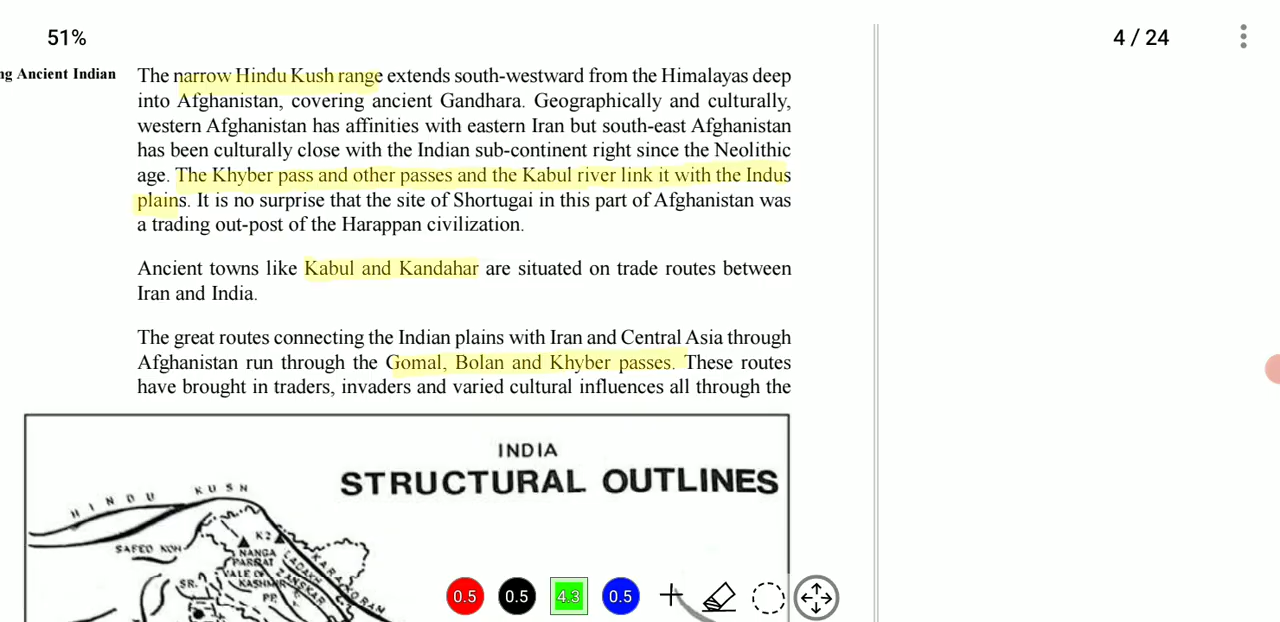 51%
4 / 24
ng Ancient Indian
The narrow Hindu Kush range extends south-westward from the Himalayas deep
into Afghanistan, covering ancient Gandhara. Geographically and culturally,
western Afghanistan has affinities with eastern Iran but south-east Afghanistan
has been culturally close with the Indian sub-continent right since the Neolithic
age. The Khyber pass and other passes and the Kabul river link it with the Indus
plains. It is no surprise that the site of Shortugai in this part of Afghanistan was
a trading out-post of the Harappan civilization.
Ancient towns like Kabul and Kandahar are situated on trade routes between
Iran and India.
The great routes connecting the Indian plains with Iran and Central Asia through
Afghanistan run through the Gomal, Bolan and Khyber passes. These routes
have brought in traders, invaders and varied cultural influences all through the
INDIA
STRUCTURAL OUTLINES
HINDU KUSH
K2
SAFED KOH
NANGA
PARBAT
LADAKH
KARAKORAM
VALE OF
KASHMIR
ZANSKAR
SR.
PP.
0.5
0.5
4.3
0.5